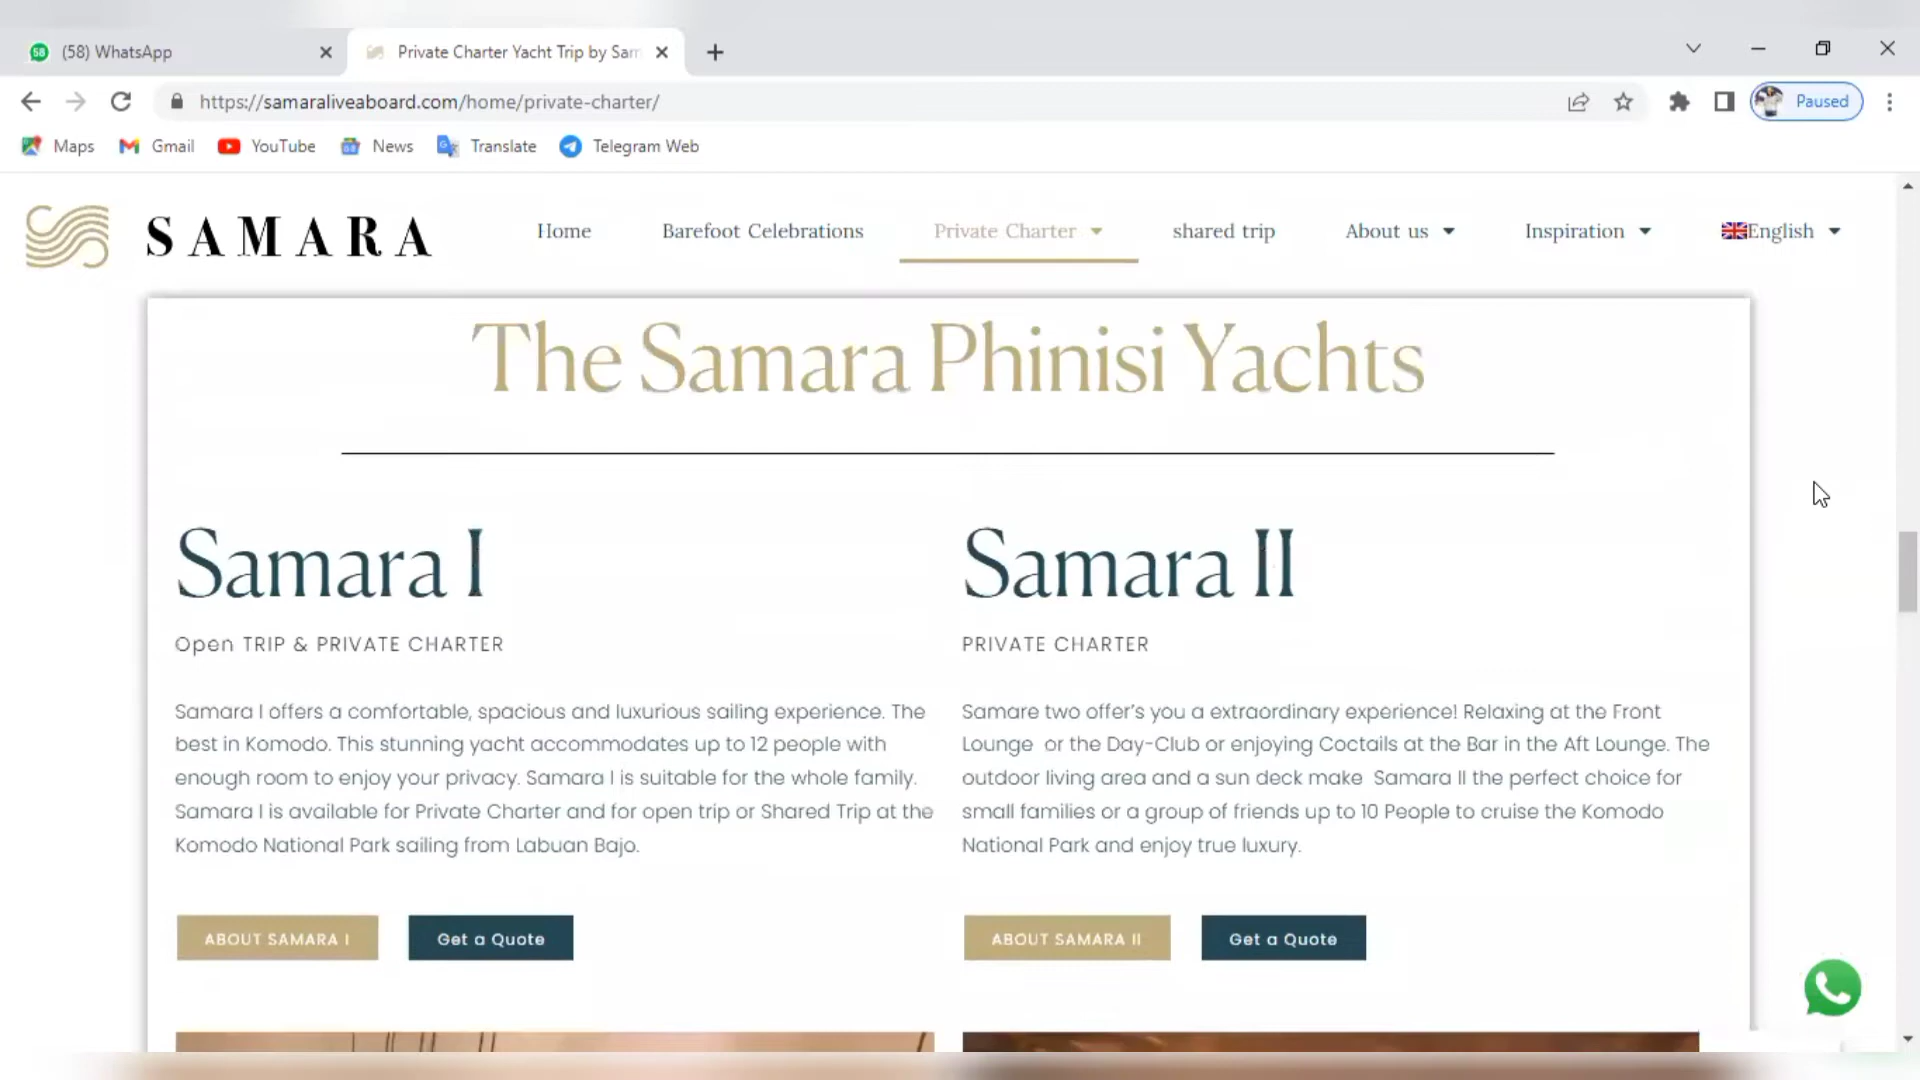 58 (58) WhatsApp
Private Charter Yacht Trip by Sam
https://samaraliveaboard.com/home/private-charter/
Paused
Maps Gmail YouTube News Translate Telegram Web
SAMARA
Home Barefoot Celebrations Private Charter shared trip About us Inspiration English
The Samara Phinisi Yachts
Samara I
Open TRIP & PRIVATE CHARTER
Samara I offers a comfortable, spacious and luxurious sailing experience. The
best in Komodo. This stunning yacht accommodates up to 12 people with
enough room to enjoy your privacy. Samara I is suitable for the whole family.
Samara I is available for Private Charter and for open trip or Shared Trip at the
Komodo National Park sailing from Labuan Bajo.
ABOUT SAMARA I Get a Quote
Samara II
PRIVATE CHARTER
Samare two offer's you a extraordinary experience! Relaxing at the Front
Lounge or the Day-Club or enjoying Coctails at the Bar in the Aft Lounge. The
outdoor living area and a sun deck make Samara II the perfect choice for
small families or a group of friends up to 10 People to cruise the Komodo
National Park and enjoy true luxury.
ABOUT SAMARA II Get a Quote